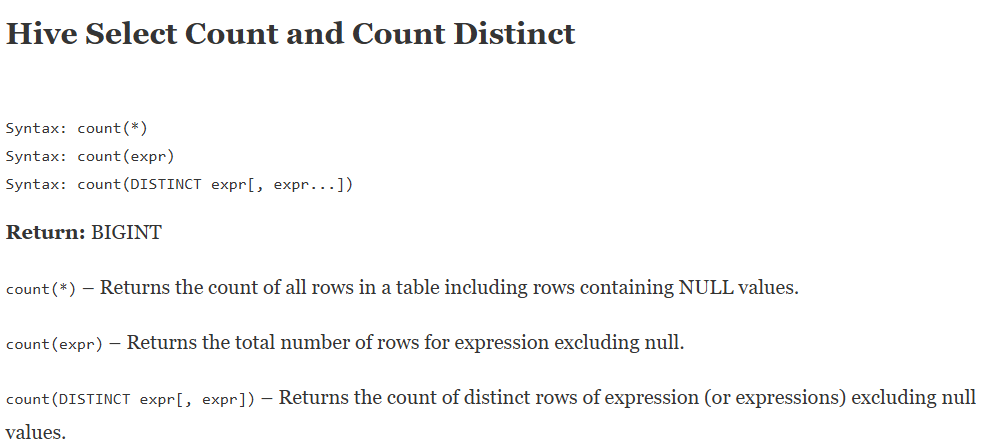 Hive Select Count and Count Distinct
Syntax: count(*)
Syntax: count(expr)
Syntax: count(DISTINCT expr[, expr...])
Return: BIGINT
count(*) – Returns the count of all rows in a table including rows containing NULL values.
count(expr) – Returns the total number of rows for expression excluding null.
count(DISTINCT expr[, expr]) – Returns the count of distinct rows of expression (or expressions) excluding null
values.